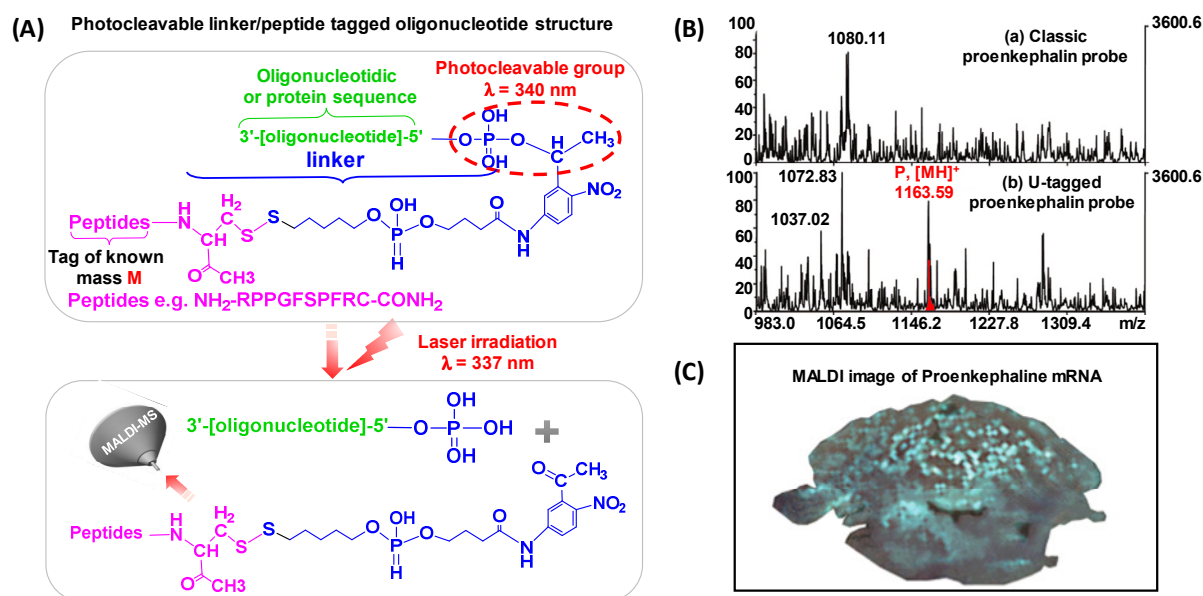 (A)
Photocleavable linker/peptide tagged oligonucleotide structure
Oligonucleotidic
or protein sequence
Photocleavable group
λ = 340 nm
3'-[oligonucleotide]-5'
O
OH
P
OH
O
H
C
CH₃
linker
NO₂
Peptides
H
N
H₂
C
CH
S
S
O
CH3
O
OH
P
H
O
O
N
H
Tag of known
mass M
Peptides e.g. NH₂-RPPGFSPFRC-CONH₂
Laser irradiation
λ = 337 nm
MALDI-MS
3'-[oligonucleotide]-5'
O
OH
P
OH
OH
+
O
CH₃
NO₂
Peptides
H
N
H₂
C
CH
S
S
O
CH3
O
OH
P
H
O
O
N
H
(B)
100
80
60
40
20
0
3600.6
1080.11
(a) Classic
proenkephalin probe
100
80
60
40
20
0
3600.6
1072.83
1037.02
P, [MH]⁺
1163.59
(b) U-tagged
proenkephalin probe
983.0 1064.5 1146.2 1227.8 1309.4 m/z
(C)
MALDI image of Proenkephaline mRNA